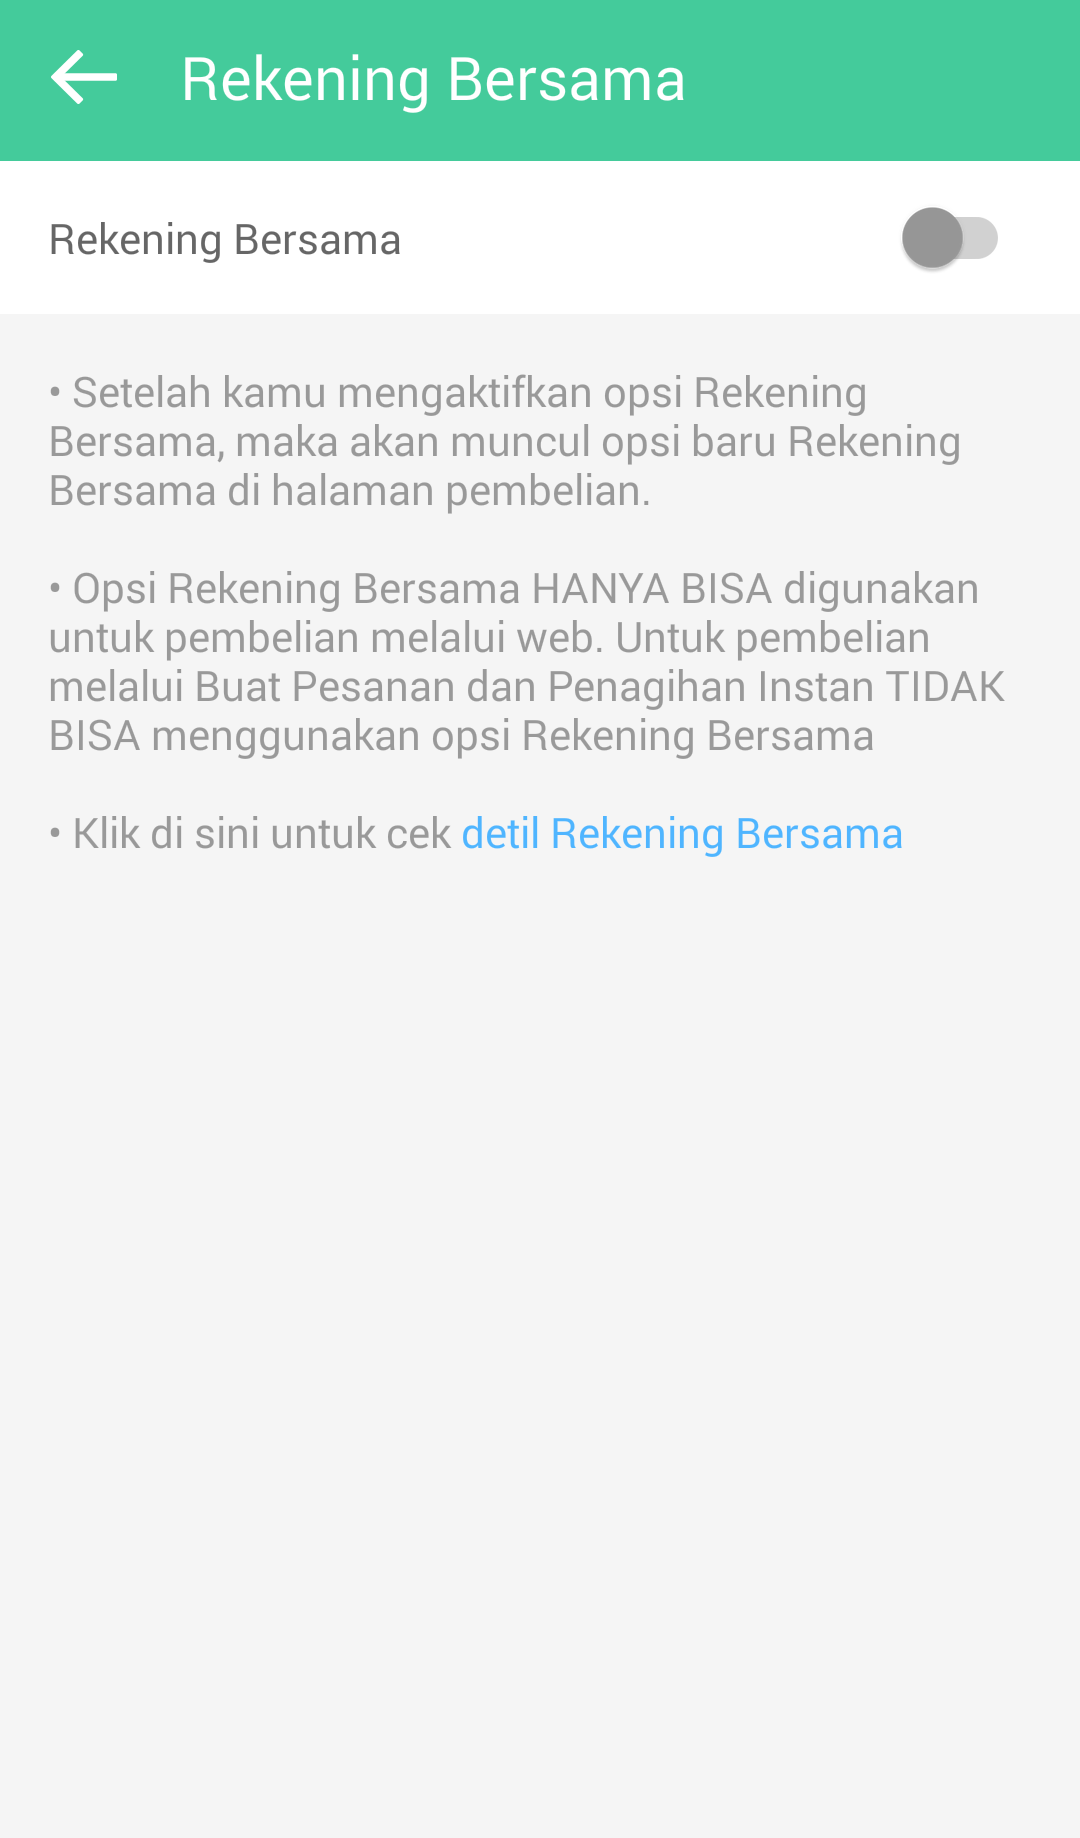 Rekening Bersama
Rekening Bersama
• Setelah kamu mengaktifkan opsi Rekening
Bersama, maka akan muncul opsi baru Rekening
Bersama di halaman pembelian.
• Opsi Rekening Bersama HANYA BISA digunakan
untuk pembelian melalui web. Untuk pembelian
melalui Buat Pesanan dan Penagihan Instan TIDAK
BISA menggunakan opsi Rekening Bersama
• Klik di sini untuk cek detil Rekening Bersama